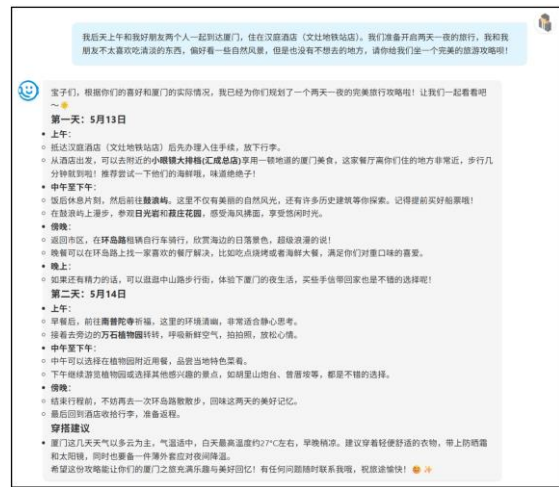 我后天上午和我好朋友两个人一起到达厦门，住在汉庭酒店（文灶地铁站店）。我们准备开启两天一夜的旅行，我和我
朋友不太喜欢吃清淡的东西，偏好看一些自然风景，但是也没有不想去的地方，请你给我们坐一个完美的旅游攻略呗！
宝子们，根据你们的喜好和厦门的实际情况，我已经为你们规划了一个两天一夜的完美旅行攻略啦！让我们一起看看吧
～☀️
第一天：5月13日
• 上午：
○ 抵达汉庭酒店（文灶地铁站店）后先办理入住手续，放下行李。
○ 从酒店出发，可以去附近的小眼镜大排档(汇成总店)享用一顿地道的厦门美食，这家餐厅离你们住的地方非常近，步行几
分钟就到啦！推荐尝试一下他们的海鲜哦，味道绝绝子！
• 中午至下午：
○ 饭后休息片刻，然后前往鼓浪屿。这里不仅有美丽的自然风光，还有许多历史建筑等你探索。记得提前买好船票哦！
○ 在鼓浪屿上漫步，参观日光岩和菽庄花园，感受海风拂面，享受悠闲时光。
• 傍晚：
○ 返回市区，在环岛路租辆自行车骑行，欣赏海边的日落景色，超级浪漫的说！
○ 晚餐可以在环岛路上找一家喜欢的餐厅解决，比如吃点烧烤或者海鲜大餐，满足你们对重口味的喜爱。
• 晚上：
○ 如果还有精力的话，可以逛逛中山路步行街，体验下厦门的夜生活，买些手信带回家也是不错的选择呢！
第二天：5月14日
• 上午：
○ 早餐后，前往南普陀寺祈福，这里的环境清幽，非常适合静心思考。
○ 接着去旁边的万石植物园转转，呼吸新鲜空气，拍拍照，放松心情。
• 中午至下午：
○ 中午可以选择在植物园附近用餐，品尝当地特色菜肴。
○ 下午继续游览植物园或选择其他感兴趣的景点，如胡里山炮台、曾厝垵等，都是不错的选择。
• 傍晚：
○ 结束行程前，不妨再去一次环岛路散散步，回味这两天的美好记忆。
○ 最后回到酒店收拾行李，准备返程。
穿搭建议
• 厦门这几天天气以多云为主，气温适中，白天最高温度约27°C左右，早晚稍凉。建议穿着轻便舒适的衣物，带上防晒霜
和太阳镜，同时也要备一件薄外套应对夜间降温。
希望这份攻略能让你们的厦门之旅充满乐趣与美好回忆！有任何问题随时联系我哦，祝旅途愉快！😊✨